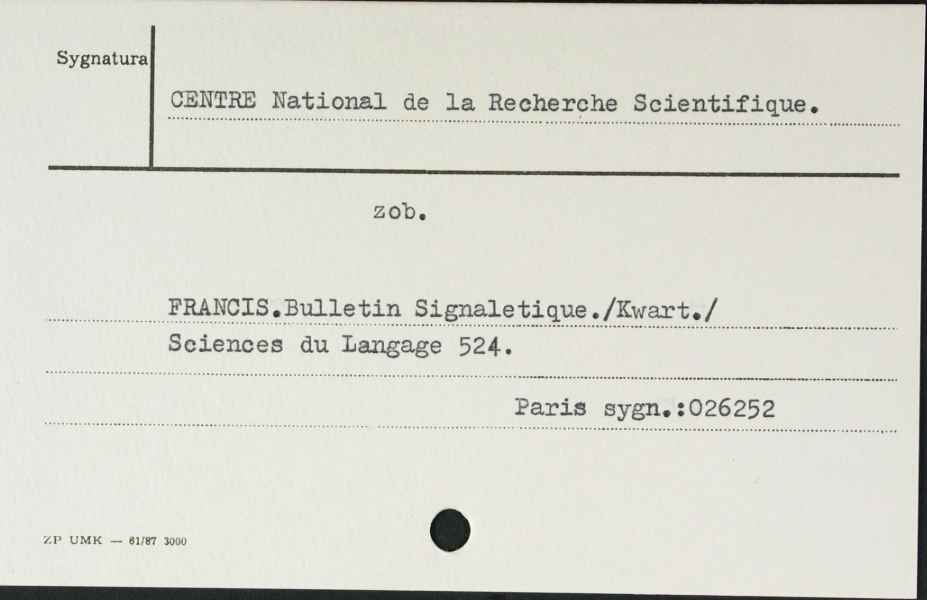 Sygnatura
CENTRE National de la Recherche Scientifique.
zob.
FRANCIS.Bulletin Signaletique./Kwart./
Sciences du Langage 524.
Paris sygn.:026252
ZP UMK — 61/87 3000